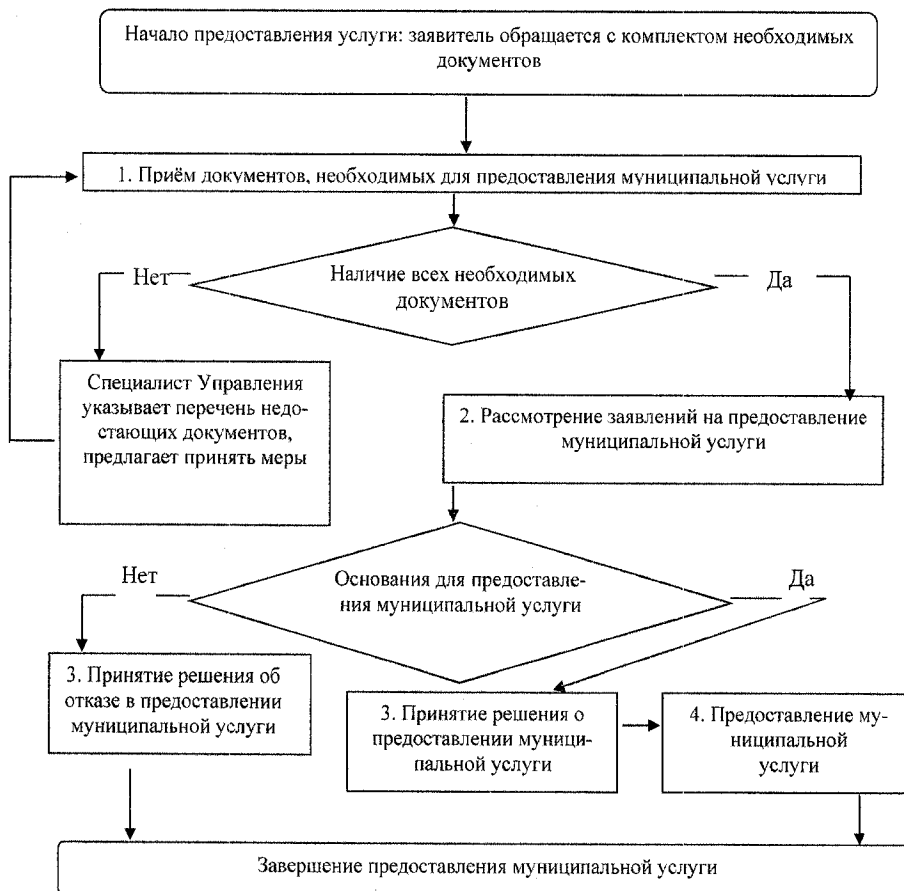 Начало предоставления услуги: заявитель обращается с комплектом необходимых
документов
1. Приём документов, необходимых для предоставления муниципальной услуги
Наличие всех необходимых
документов
Нет
Да
Специалист Управления
указывает перечень недо-
стающих документов,
предлагает принять меры
2. Рассмотрение заявлений на предоставление
муниципальной услуги
Основания для предоставле-
ния муниципальной услуги
Нет
Да
3. Принятие решения об
отказе в предоставлении
муниципальной услуги
3. Принятие решения о
предоставлении муници-
пальной услуги
4. Предоставление му-
ниципальной
услуги
Завершение предоставления муниципальной услуги